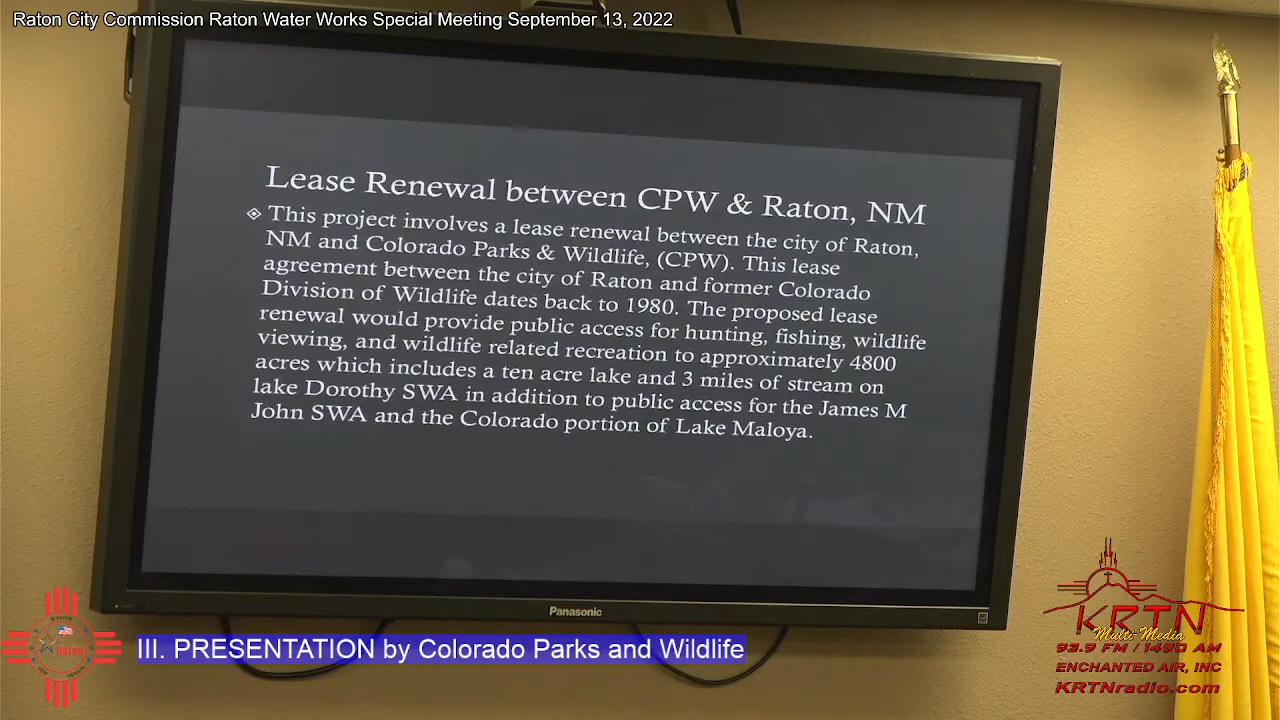 Raton City Commission Raton Water Works Special Meeting September 13, 2022
Lease Renewal between CPW & Raton, NM
This project involves a lease renewal between the city of Raton,
NM and Colorado Parks & Wildlife, (CPW). This lease
agreement between the city of Raton and former Colorado
Division of Wildlife dates back to 1980. The proposed lease
renewal would provide public access for hunting, fishing, wildlife
viewing, and wildlife related recreation to approximately 4800
acres which includes a ten acre lake and 3 miles of stream on
lake Dorothy SWA in addition to public access for the James M
John SWA and the Colorado portion of Lake Maloya.
Panasonic
RATON
III. PRESENTATION by Colorado Parks and Wildlife
KRTN
Multi-Media
93.9 FM / 1490 AM
ENCHANTED AIR, INC
KRTNradio.com